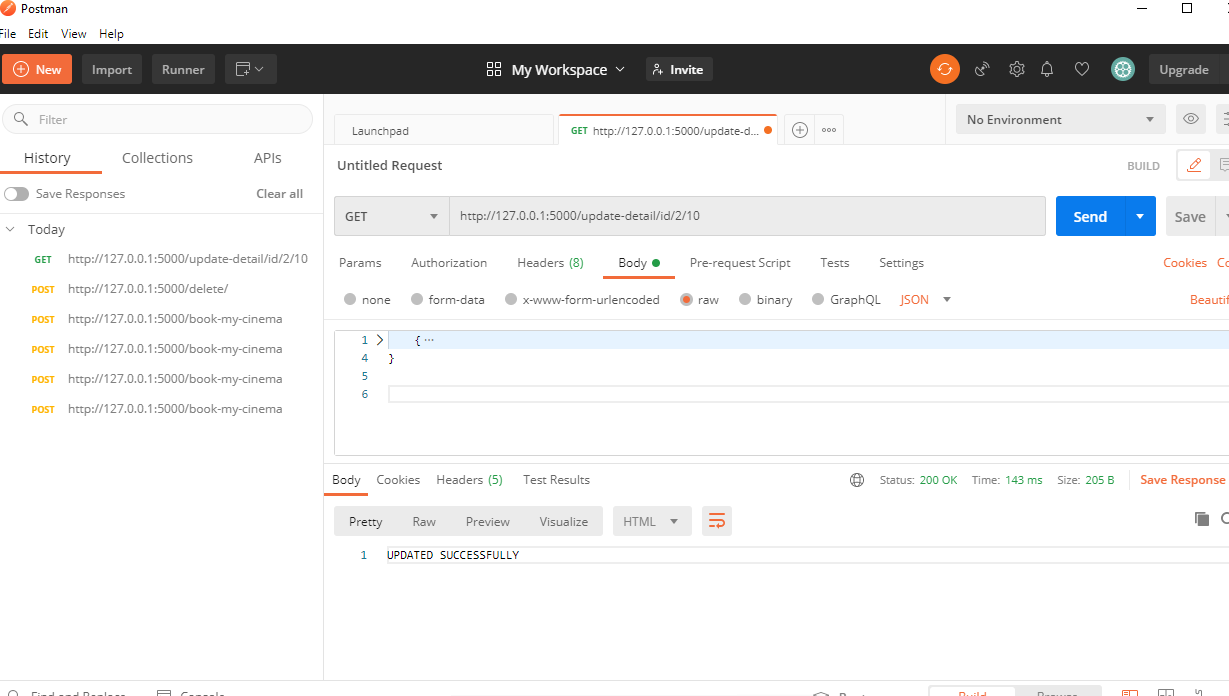 Postman
File Edit View Help
New Import Runner My Workspace Invite Upgrade
Filter
History Collections APIs
Save Responses Clear all
Today
GET http://127.0.0.1:5000/update-detail/id/2/10
POST http://127.0.0.1:5000/delete/
POST http://127.0.0.1:5000/book-my-cinema
POST http://127.0.0.1:5000/book-my-cinema
POST http://127.0.0.1:5000/book-my-cinema
POST http://127.0.0.1:5000/book-my-cinema
Launchpad GET http://127.0.0.1:5000/update-d... No Environment
Untitled Request BUILD
GET http://127.0.0.1:5000/update-detail/id/2/10 Send Save
Params Authorization Headers (8) Body Pre-request Script Tests Settings Cookies Co
none form-data x-www-form-urlencoded raw binary GraphQL JSON Beautif
1 { ...
4 }
5
6
Body Cookies Headers (5) Test Results Status: 200 OK Time: 143 ms Size: 205 B Save Response
Pretty Raw Preview Visualize HTML
1 UPDATED SUCCESSFULLY
Find and Replace Console Build Browse